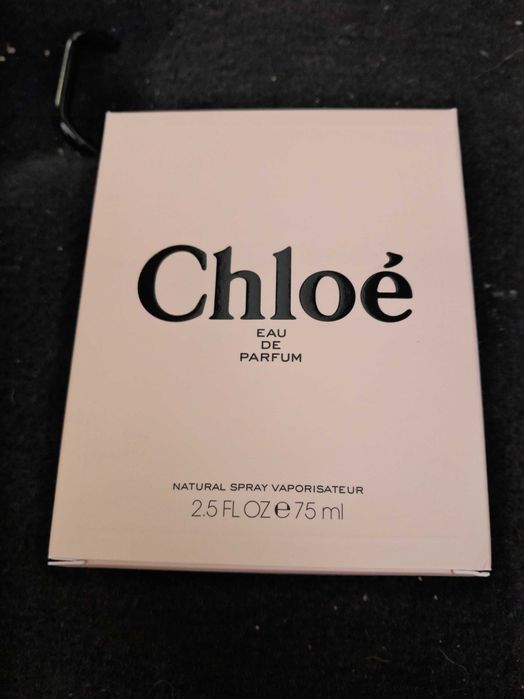 Chloé
EAU
DE
PARFUM
NATURAL SPRAY VAPORISATEUR
2.5 FL OZ ℮ 75 ml